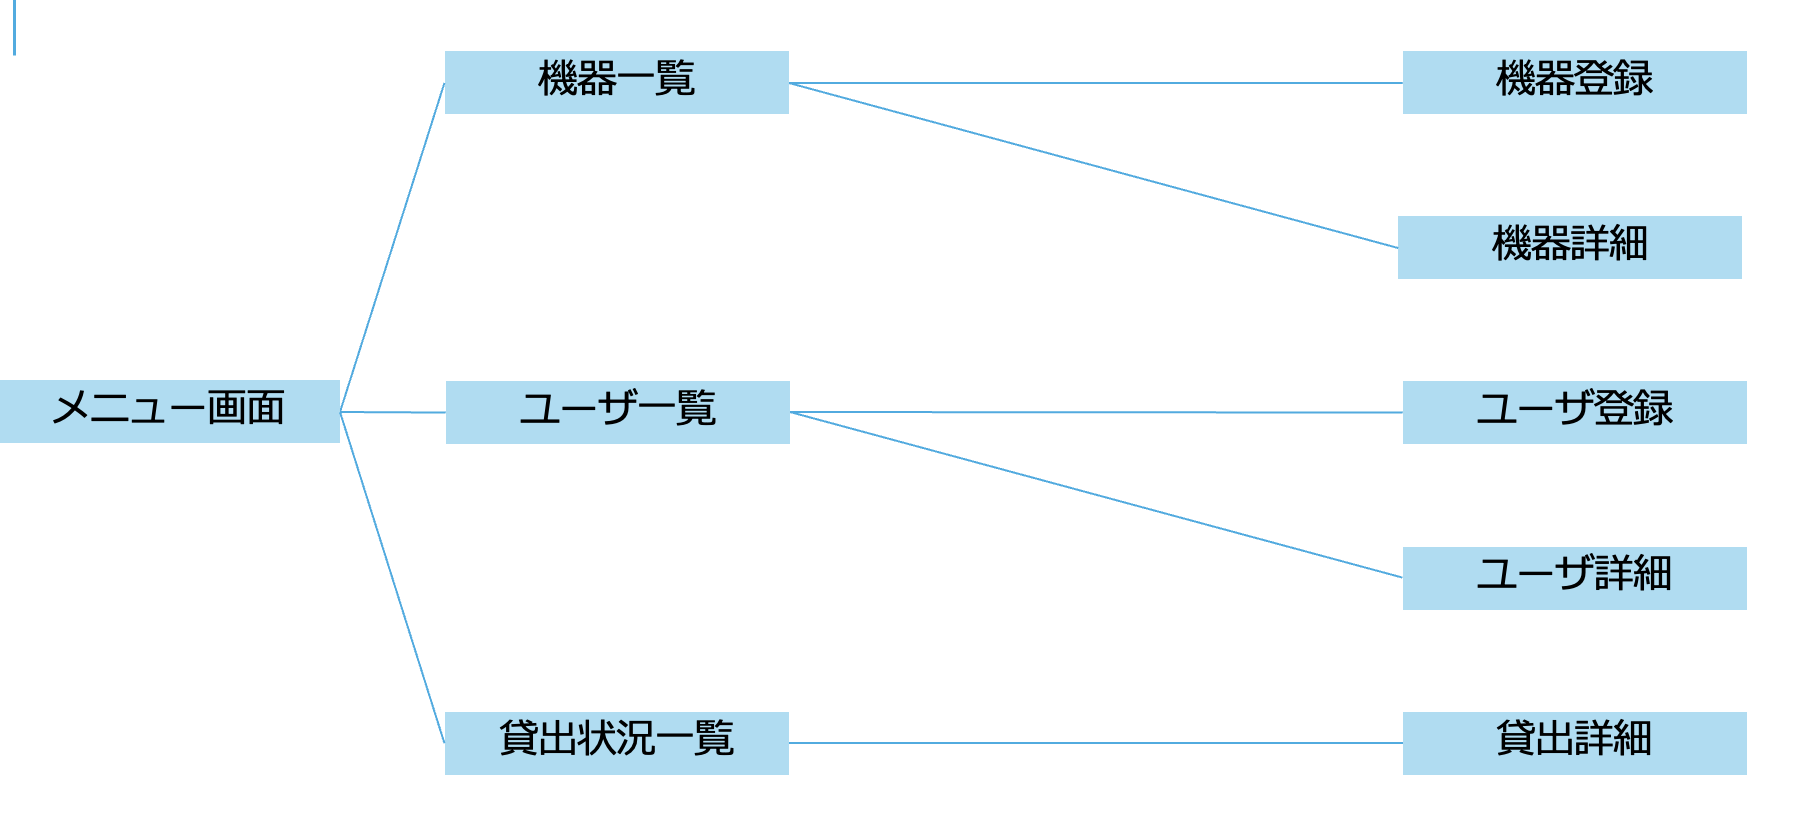 機器一覧
機器登録
機器詳細
メニュー画面
ユーザ一覧
ユーザ登録
ユーザ詳細
貸出状況一覧
貸出詳細